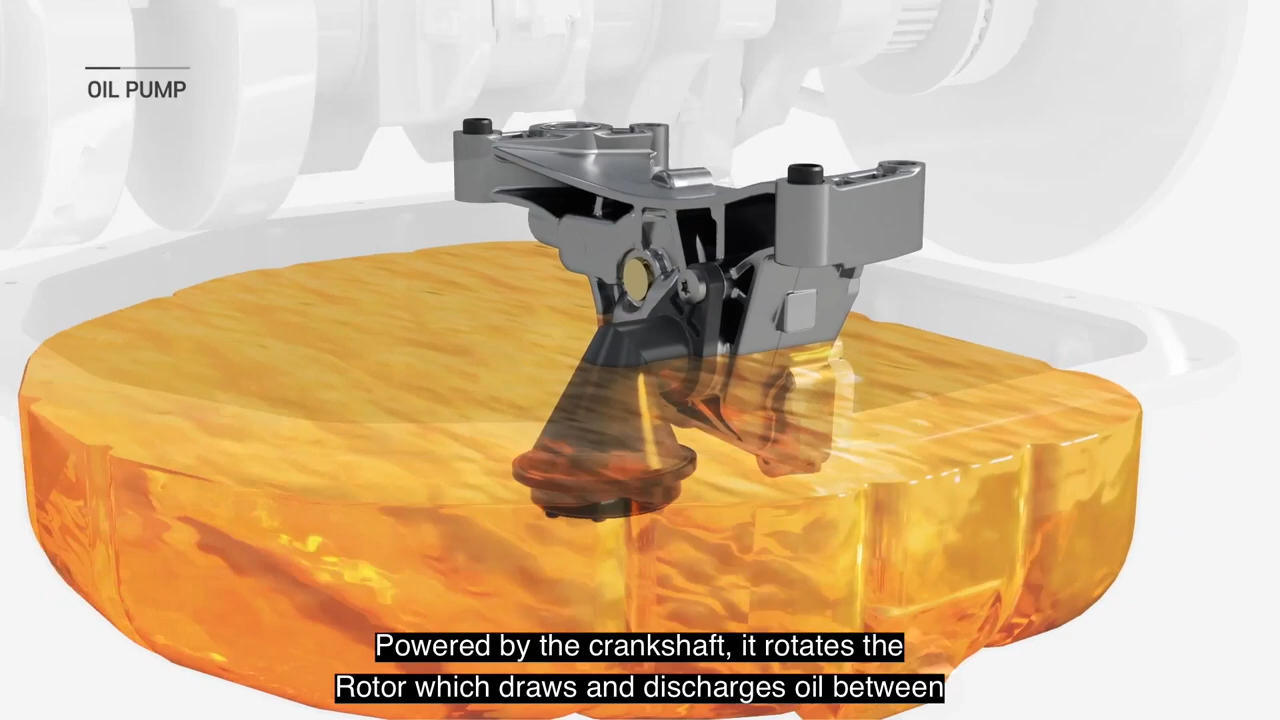 OIL PUMP
Powered by the crankshaft, it rotates the
Rotor which draws and discharges oil between